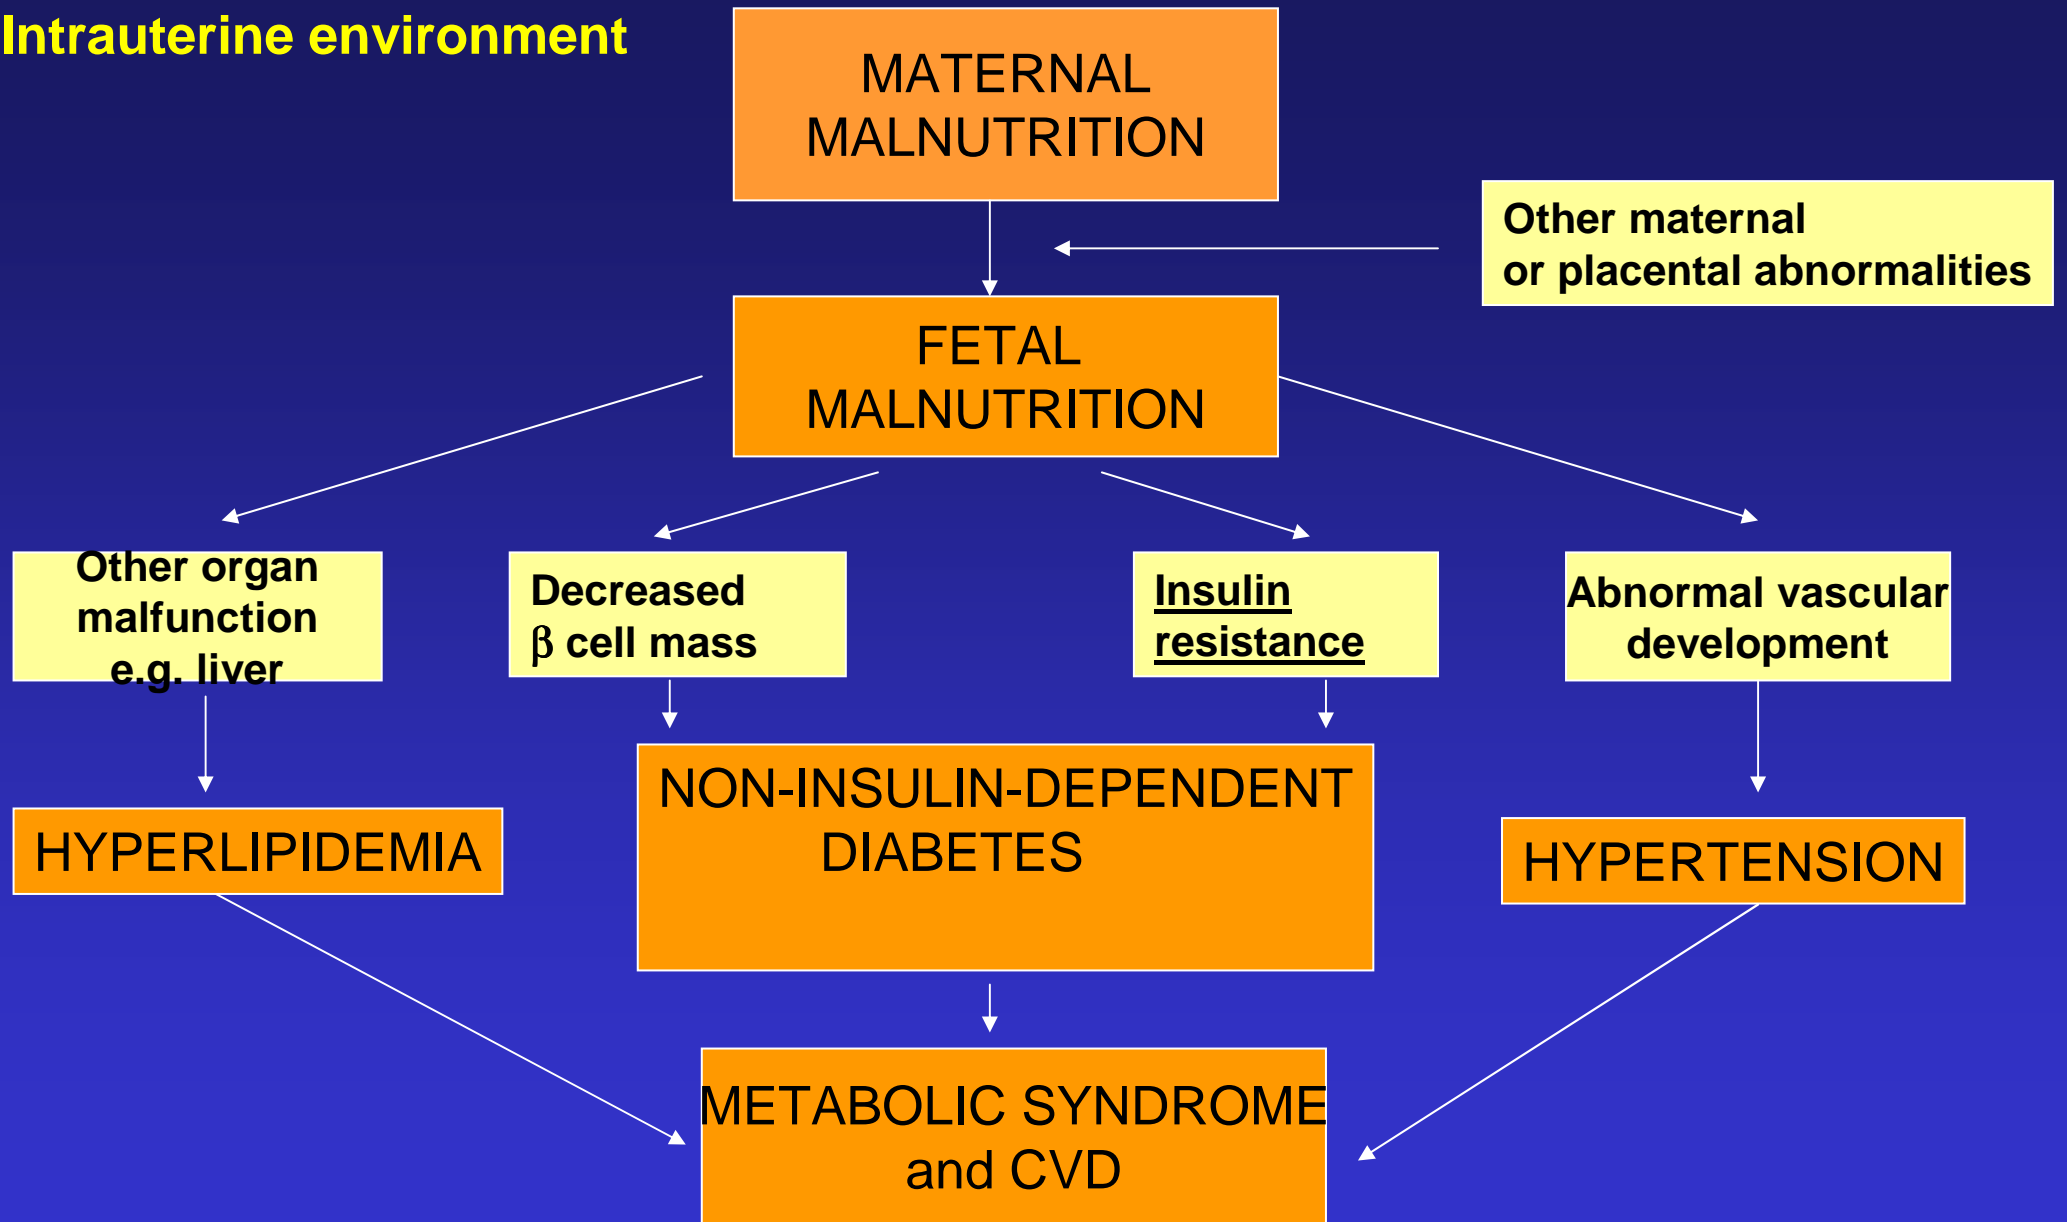 Intrauterine environment
MATERNAL
MALNUTRITION
Other maternal
or placental abnormalities
FETAL
MALNUTRITION
Other organ
malfunction
e.g. liver
Decreased
β cell mass
Insulin
resistance
Abnormal vascular
development
HYPERLIPIDEMIA
NON-INSULIN-DEPENDENT
DIABETES
HYPERTENSION
METABOLIC SYNDROME
and CVD